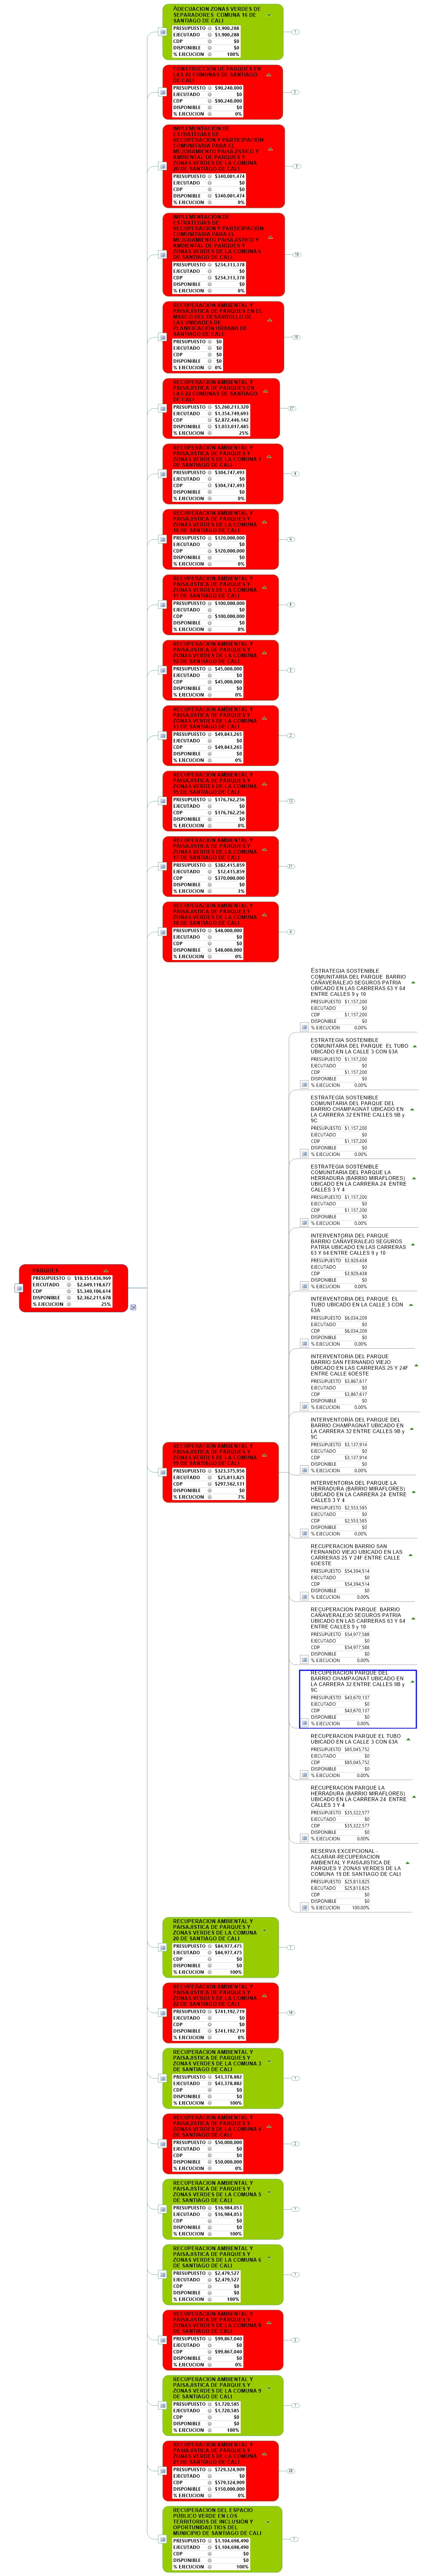 ADECUACION ZONAS VERDES DE
SEPARADORES COMUNA 16 DE
SANTIAGO DE CALI
PRESUPUESTO $1,900,288
EJECUTADO $1,900,288
CDP $0
DISPONIBLE $0
% EJECUCION 100%
1
CONSTRUCCIÓN DE PARQUES EN
LAS 22 COMUNAS DE SANTIAGO
DE CALI
PRESUPUESTO $90,240,000
EJECUTADO $0
CDP $90,240,000
DISPONIBLE $0
% EJECUCION 0%
IMPLEMENTACIÓN DE
ESTRATEGIAS DE
RECUPERACIÓN Y PARTICIPACIÓN
COMUNITARIA PARA EL
MEJORAMIENTO PAISAJISTICO Y
AMBIENTAL DE PARQUES Y
ZONAS VERDES DE LA COMUNA
20 DE SANTIAGO DE CALI
PRESUPUESTO $340,001,474
EJECUTADO $0
CDP $0
DISPONIBLE $340,001,474
% EJECUCION 0%
IMPLEMENTACIÓN DE
ESTRATEGIAS DE
RECUPERACIÓN Y PARTICIPACIÓN
COMUNITARIA PARA EL
MEJORAMIENTO PAISAJISTICO Y
AMBIENTAL DE PARQUES Y
ZONAS VERDES DE LA COMUNA 6
DE SANTIAGO DE CALI
PRESUPUESTO $234,313,378
EJECUTADO $0
CDP $234,313,378
DISPONIBLE $0
% EJECUCION 0%
RECUPERACION AMBIENTAL Y
PAISAJISTICA DE PARQUES EN EL
MARCO DEL DESARROLLO DE
LAS UNIDADES DE
PLANIFICACIÓN URBANA DE
SANTIAGO DE CALI
PRESUPUESTO $0
EJECUTADO $0
CDP $0
DISPONIBLE $0
% EJECUCION 0%
RECUPERACION AMBIENTAL Y
PAISAJISTICA DE PARQUES EN
LAS 22 COMUNAS DE SANTIAGO
DE CALI
PRESUPUESTO $5,260,213,320
EJECUTADO $1,354,749,693
CDP $2,872,446,142
DISPONIBLE $1,033,017,485
% EJECUCION 25%
RECUPERACION AMBIENTAL Y
PAISAJISTICA DE PARQUES Y
ZONAS VERDES DE LA COMUNA
DE SANTIAGO DE CALI
PRESUPUESTO $304,747,493
EJECUTADO $0
CDP $304,747,493
DISPONIBLE $0
% EJECUCION 0%
RECUPERACION AMBIENTAL Y
PAISAJISTICA DE PARQUES Y
ZONAS VERDES DE LA COMUNA
10 DE SANTIAGO DE CALI
PRESUPUESTO $120,000,000
EJECUTADO $0
CDP $120,000,000
DISPONIBLE $0
% EJECUCION 0%
RECUPERACION AMBIENTAL Y
PAISAJISTICA DE PARQUES Y
ZONAS VERDES DE LA COMUNA
11 DE SANTIAGO DE CALI
PRESUPUESTO $100,000,000
EJECUTADO $0
CDP $100,000,000
DISPONIBLE $0
% EJECUCION 0%
RECUPERACION AMBIENTAL Y
PAISAJISTICA DE PARQUES Y
ZONAS VERDES DE LA COMUNA
12 DE SANTIAGO DE CALI
PRESUPUESTO $45,000,000
EJECUTADO $0
CDP $45,000,000
DISPONIBLE $0
% EJECUCION 0%
RECUPERACION AMBIENTAL Y
PAISAJISTICA DE PARQUES Y
ZONAS VERDES DE LA COMUNA
13 DE SANTIAGO DE CALI
PRESUPUESTO $49,843,265
EJECUTADO $0
CDP $49,843,265
DISPONIBLE $0
% EJECUCION 0%
RECUPERACION AMBIENTAL Y
PAISAJISTICA DE PARQUES Y
ZONAS VERDES DE LA COMUNA
15 DE SANTIAGO DE CALI
PRESUPUESTO $176,762,256
EJECUTADO $0
CDP $176,762,256
DISPONIBLE $0
% EJECUCION 0%
RECUPERACION AMBIENTAL Y
PAISAJISTICA DE PARQUES Y
ZONAS VERDES DE LA COMUNA
17 DE SANTIAGO DE CALI
PRESUPUESTO $382,415,859
EJECUTADO $12,415,859
CDP $370,000,000
DISPONIBLE $0
% EJECUCION 3%
RECUPERACION AMBIENTAL Y
PAISAJISTICA DE PARQUES Y
ZONAS VERDES DE LA COMUNA
18 DE SANTIAGO DE CALI
PRESUPUESTO $48,000,000
EJECUTADO $0
CDP $0
DISPONIBLE $48,000,000
% EJECUCION 0%
PARQUES
PRESUPUESTO $10,351,436,969
EJECUTADO $2,649,118,677
CDP $5,340,106,614
DISPONIBLE $2,362,211,678
% EJECUCION 25%
RECUPERACION AMBIENTAL Y
PAISAJISTICA DE PARQUES Y
ZONAS VERDES DE LA COMUNA
19 DE SANTIAGO DE CALI
PRESUPUESTO $323,375,956
EJECUTADO $25,813,825
CDP $297,562,131
DISPONIBLE $0
% EJECUCION 7%
ESTRATEGIA SOSTENIBLE
COMUNITARIA DEL PARQUE BARRIO
CAÑAVERALEJO SEGUROS PATRIA
UBICADO EN LAS CARRERAS 63 Y 64
ENTRE CALLES 9 y 10
PRESUPUESTO $1,157,200
EJECUTADO $0
CDP $1,157,200
DISPONIBLE $0
% EJECUCION 0.00%
ESTRATEGIA SOSTENIBLE
COMUNITARIA DEL PARQUE EL TUBO
UBICADO EN LA CALLE 3 CON 63A
PRESUPUESTO $1,157,200
EJECUTADO $0
CDP $1,157,200
DISPONIBLE $0
% EJECUCION 0.00%
ESTRATEGÍA SOSTENIBLE
COMUNITARIA DEL PARQUE DEL
BARRIO CHAMPAGNAT UBICADO EN
LA CARRERA 32 ENTRE CALLES 9B y
9C
PRESUPUESTO $1,157,200
EJECUTADO $0
CDP $1,157,200
DISPONIBLE $0
% EJECUCION 0.00%
ESTRATEGIA SOSTENIBLE
COMUNITARIA DEL PARQUE LA
HERRADURA (BARRIO MIRAFLORES)
UBICADO EN LA CARRERA 24 ENTRE
CALLES 3 Y 4
PRESUPUESTO $1,157,200
EJECUTADO $0
CDP $1,157,200
DISPONIBLE $0
% EJECUCION 0.00%
INTERVENTORIA DEL PARQUE
BARRIO CAÑAVERALEJO SEGUROS
PATRIA UBICADO EN LAS CARRERAS
63 Y 64 ENTRE CALLES 9 y 10
PRESUPUESTO $3,929,438
EJECUTADO $0
CDP $3,929,438
DISPONIBLE $0
% EJECUCION 0.00%
INTERVENTORIA DEL PARQUE EL
TUBO UBICADO EN LA CALLE 3 CON
63A
PRESUPUESTO $6,034,209
EJECUTADO $0
CDP $6,034,209
DISPONIBLE $0
% EJECUCION 0.00%
INTERVENTORIA DEL PARQUE
BARRIO SAN FERNANDO VIEJO
UBICADO EN LAS CARRERAS 25 Y 24F
ENTRE CALLE 6OESTE
PRESUPUESTO $3,867,617
EJECUTADO $0
CDP $3,867,617
DISPONIBLE $0
% EJECUCION 0.00%
INTERVENTORÍA DEL PARQUE DEL
BARRIO CHAMPAGNAT UBICADO EN
LA CARRERA 32 ENTRE CALLES 9B y
9C
PRESUPUESTO $3,137,914
EJECUTADO $0
CDP $3,137,914
DISPONIBLE $0
% EJECUCION 0.00%
INTERVENTORIA DEL PARQUE LA
HERRADURA (BARRIO MIRAFLORES)
UBICADO EN LA CARRERA 24 ENTRE
CALLES 3 Y 4
PRESUPUESTO $2,553,585
EJECUTADO $0
CDP $2,553,585
DISPONIBLE $0
% EJECUCION 0.00%
RECUPERACION BARRIO SAN
FERNANDO VIEJO UBICADO EN LAS
CARRERAS 25 Y 24F ENTRE CALLE
6OESTE
PRESUPUESTO $54,394,514
EJECUTADO $0
CDP $54,394,514
DISPONIBLE $0
% EJECUCION 0.00%
RECUPERACION PARQUE BARRIO
CAÑAVERALEJO SEGUROS PATRIA
UBICADO EN LAS CARRERAS 63 Y 64
ENTRE CALLES 9 y 10
PRESUPUESTO $54,977,588
EJECUTADO $0
CDP $54,977,588
DISPONIBLE $0
% EJECUCION 0.00%
RECUPERACION PARQUE DEL
BARRIO CHAMPAGNAT UBICADO EN
LA CARRERA 32 ENTRE CALLES 9B y
9C
PRESUPUESTO $43,670,137
EJECUTADO $0
CDP $43,670,137
DISPONIBLE $0
% EJECUCION 0.00%
RECUPERACION PARQUE EL TUBO
UBICADO EN LA CALLE 3 CON 63A
PRESUPUESTO $85,045,752
EJECUTADO $0
CDP $85,045,752
DISPONIBLE $0
% EJECUCION 0.00%
RECUPERACION PARQUE LA
HERRADURA (BARRIO MIRAFLORES)
UBICADO EN LA CARRERA 24 ENTRE
CALLES 3 Y 4
PRESUPUESTO $35,322,577
EJECUTADO $0
CDP $35,322,577
DISPONIBLE $0
% EJECUCION 0.00%
RESERVA EXCEPCIONAL -
ACLARAR-RECUPERACION
AMBIENTAL Y PAISAJISTICA DE
PARQUES Y ZONAS VERDES DE LA
COMUNA 19 DE SANTIAGO DE CALI
PRESUPUESTO $25,813,825
EJECUTADO $25,813,825
CDP $0
DISPONIBLE $0
% EJECUCION 100.00%
RECUPERACION AMBIENTAL Y
PAISAJISTICA DE PARQUES Y
ZONAS VERDES DE LA COMUNA
20 DE SANTIAGO DE CALI
PRESUPUESTO $84,977,475
EJECUTADO $84,977,475
CDP $0
DISPONIBLE $0
% EJECUCION 100%
1
RECUPERACION AMBIENTAL Y
PAISAJISTICA DE PARQUES Y
ZONAS VERDES DE LA COMUNA
22 DE SANTIAGO DE CALI
PRESUPUESTO $741,192,719
EJECUTADO $0
CDP $0
DISPONIBLE $741,192,719
% EJECUCION 0%
RECUPERACION AMBIENTAL Y
PAISAJISTICA DE PARQUES Y
ZONAS VERDES DE LA COMUNA 3
DE SANTIAGO DE CALI
PRESUPUESTO $43,378,882
EJECUTADO $43,378,882
CDP $0
DISPONIBLE $0
% EJECUCION 100%
1
RECUPERACION AMBIENTAL Y
PAISAJISTICA DE PARQUES Y
ZONAS VERDES DE LA COMUNA 4
DE SANTIAGO DE CALI
PRESUPUESTO $50,000,000
EJECUTADO $0
CDP $0
DISPONIBLE $50,000,000
% EJECUCION 0%
RECUPERACION AMBIENTAL Y
PAISAJISTICA DE PARQUES Y
ZONAS VERDES DE LA COMUNA 5
DE SANTIAGO DE CALI
PRESUPUESTO $16,984,053
EJECUTADO $16,984,053
CDP $0
DISPONIBLE $0
% EJECUCION 100%
1
RECUPERACION AMBIENTAL Y
PAISAJISTICA DE PARQUES Y
ZONAS VERDES DE LA COMUNA 6
DE SANTIAGO DE CALI
PRESUPUESTO $2,479,527
EJECUTADO $2,479,527
CDP $0
DISPONIBLE $0
% EJECUCION 100%
1
RECUPERACION AMBIENTAL Y
PAISAJISTICA DE PARQUES Y
ZONAS VERDES DE LA COMUNA 8
DE SANTIAGO DE CALI
PRESUPUESTO $99,867,040
EJECUTADO $0
CDP $99,867,040
DISPONIBLE $0
% EJECUCION 0%
RECUPERACION AMBIENTAL Y
PAISAJISTICA DE PARQUES Y
ZONAS VERDES DE LA COMUNA 9
DE SANTIAGO DE CALI
PRESUPUESTO $1,720,585
EJECUTADO $1,720,585
CDP $0
DISPONIBLE $0
% EJECUCION 100%
1
RECUPERACION AMBIENTAL Y
PAISAJISTICA DE PARQUES Y
ZONAS VERDES DE LA COMUNA
21 DE SANTIAGO DE CALI
PRESUPUESTO $729,324,909
EJECUTADO $0
CDP $579,324,909
DISPONIBLE $150,000,000
% EJECUCION 0%
RECUPERACION DEL ESPACIO
PÚBLICO VERDE EN LOS
TERRITORIOS DE INCLUSIÓN Y
OPORTUNIDAD TIOS DEL
MUNICIPIO DE SANTIAGO DE CALI
PRESUPUESTO $1,104,698,490
EJECUTADO $1,104,698,490
CDP $0
DISPONIBLE $0
% EJECUCION 100%
1